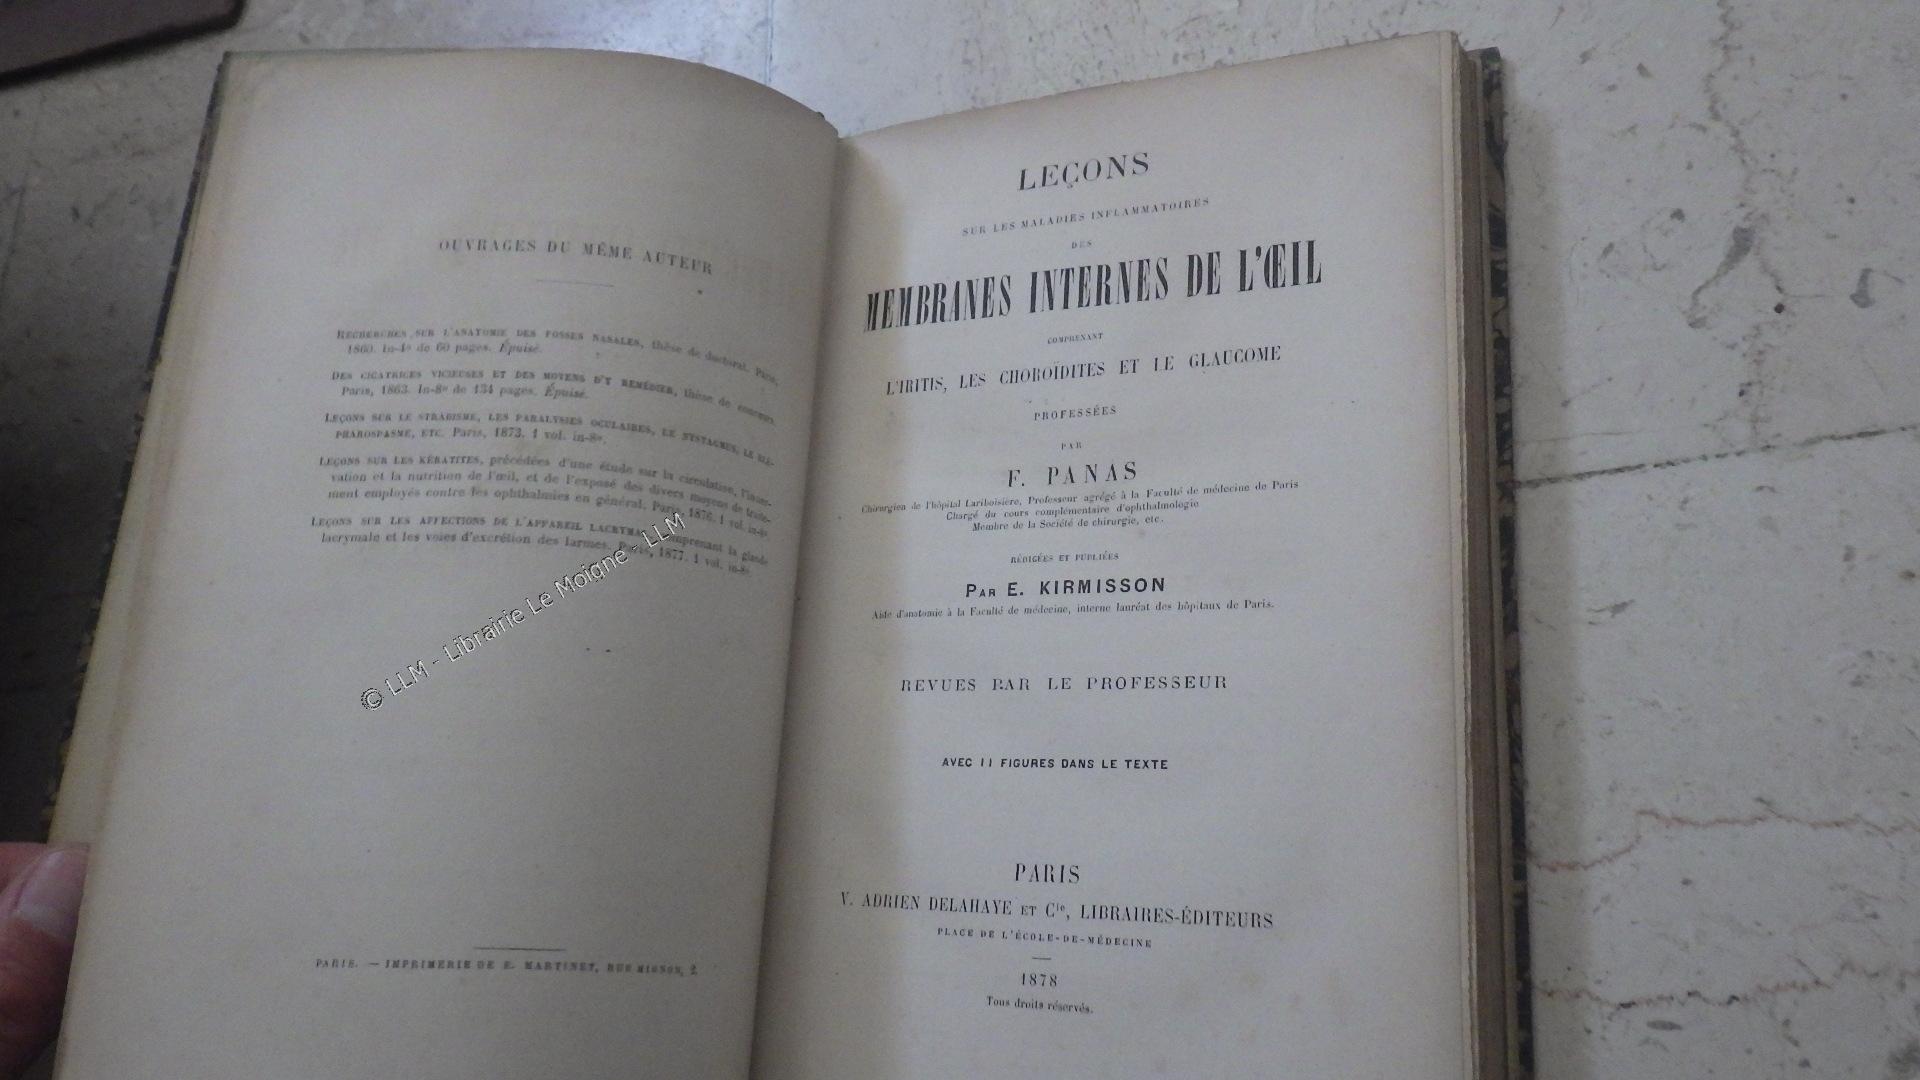 OUVRAGES DU MÊME AUTEUR
RECHERCHES SUR L'ANATOMIE DES FOSSES NASALES, thèse de doctorat. Paris,
1860. In-4° de 60 pages. Épuisé.
DES CICATRICES VICIEUSES ET DES MOYENS D'Y REMÉDIER, thèse de concours.
Paris, 1863. In-8° de 134 pages. Épuisé.
LEÇONS SUR LE STRABISME, LES PARALYSIES OCULAIRES, LE NYSTAGMUS, LE BLÉ-
PHAROSPASME, ETC. Paris, 1873. 1 vol. in-8°.
LEÇONS SUR LES KÉRATITES, précédées d'une étude sur la circulation, l'inner-
vation et la nutrition de l'œil, et de l'exposé des divers moyens de traite-
ment employés contre les ophthalmies en général. Paris, 1876. 1 vol. in-8°
LEÇONS SUR LES AFFECTIONS DE L'APPAREIL LACRYMAL comprenant la glande
lacrymale et les voies d'excrétion des larmes. Paris, 1877. 1 vol. in-8°
© LLM - Librairie Le Moigne - LLM
PARIS. — IMPRIMERIE DE E. MARTINET, RUE MIGNON, 2.
LEÇONS
SUR LES MALADIES INFLAMMATOIRES
DES
MEMBRANES INTERNES DE L'ŒIL
COMPRENANT
L'IRITIS, LES CHOROÏDITES ET LE GLAUCOME
PROFESSÉES
PAR
F. PANAS
Chirurgien de l'hôpital Lariboisière, Professeur agrégé à la Faculté de médecine de Paris
Chargé du cours complémentaire d'ophthalmologie
Membre de la Société de chirurgie, etc.
RÉDIGÉES ET PUBLIÉES
PAR E. KIRMISSON
Aide d'anatomie à la Faculté de médecine, interne lauréat des hôpitaux de Paris.
REVUES PAR LE PROFESSEUR
AVEC 11 FIGURES DANS LE TEXTE
PARIS
V. ADRIEN DELAHAYE ET Cie, LIBRAIRES-ÉDITEURS
PLACE DE L'ÉCOLE-DE-MÉDECINE
1878
Tous droits réservés.